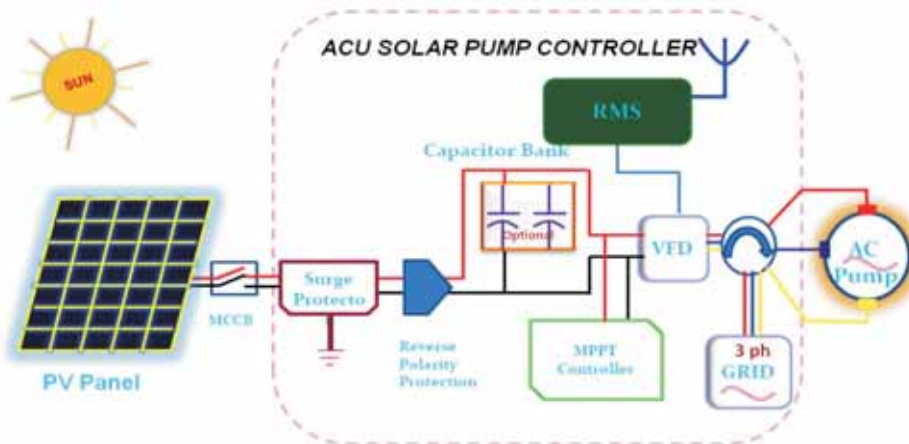 ACU SOLAR PUMP CONTROLLER
SUN
RMS
Capacitor Bank
Optional
VFD
AC
Pump
MCCB
Surge
Protecto
Reverse
Polarity
Protection
MPPT
Controller
3 ph
GRID
PV Panel